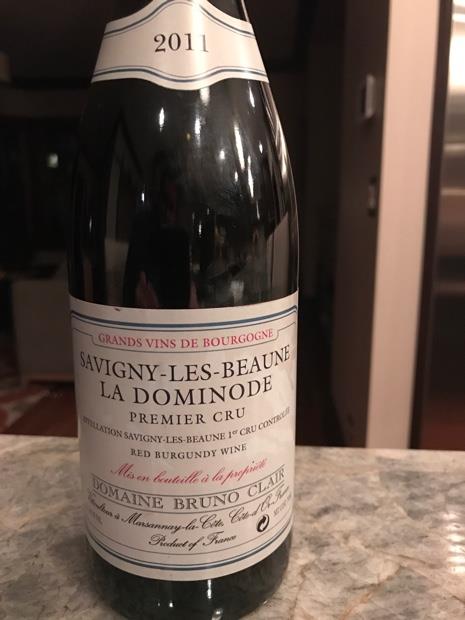 2011
GRANDS VINS DE BOURGOGNE
SAVIGNY-LES-BEAUNE
LA DOMINODE
PREMIER CRU
APPELLATION SAVIGNY-LES-BEAUNE 1er CRU CONTROLÉE
RED BURGUNDY WINE
Mis en bouteille à la propriété
DOMAINE BRUNO CLAIR
à Marsannay-la-Côte, Côte-d'Or-France
Product of France